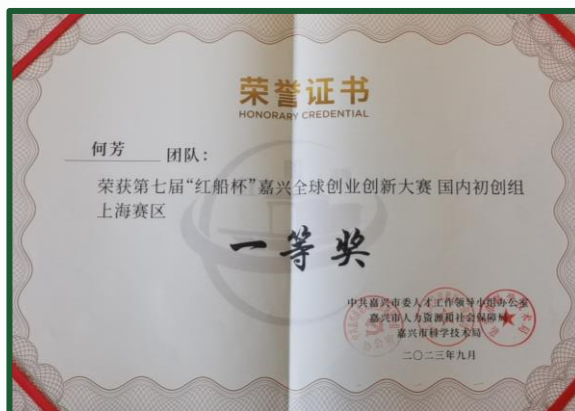 荣誉证书
HONORARY CREDENTIAL
何芳 团队：
荣获第七届“红船杯”嘉兴全球创业创新大赛 国内初创组
上海赛区
一等奖
中共嘉兴市委人才工作领导小组办公室
嘉兴市人力资源和社会保障局
嘉兴市科学技术局
二〇二三年九月